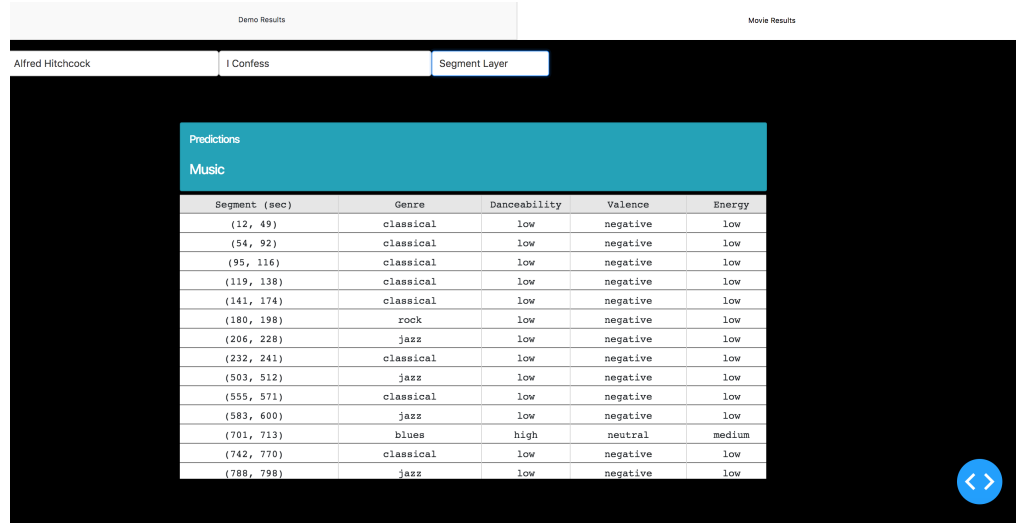 Demo Results Movie Results
Alfred Hitchcock I Confess Segment Layer
Predictions
Music
Segment (sec) Genre Danceability Valence Energy
(12, 49) classical low negative low
(54, 92) classical low negative low
(95, 116) classical low negative low
(119, 138) classical low negative low
(141, 174) classical low negative low
(180, 198) rock low negative low
(206, 228) jazz low negative low
(232, 241) classical low negative low
(503, 512) jazz low negative low
(555, 571) classical low negative low
(583, 600) jazz low negative low
(701, 713) blues high neutral medium
(742, 770) classical low negative low
(788, 798) jazz low negative low